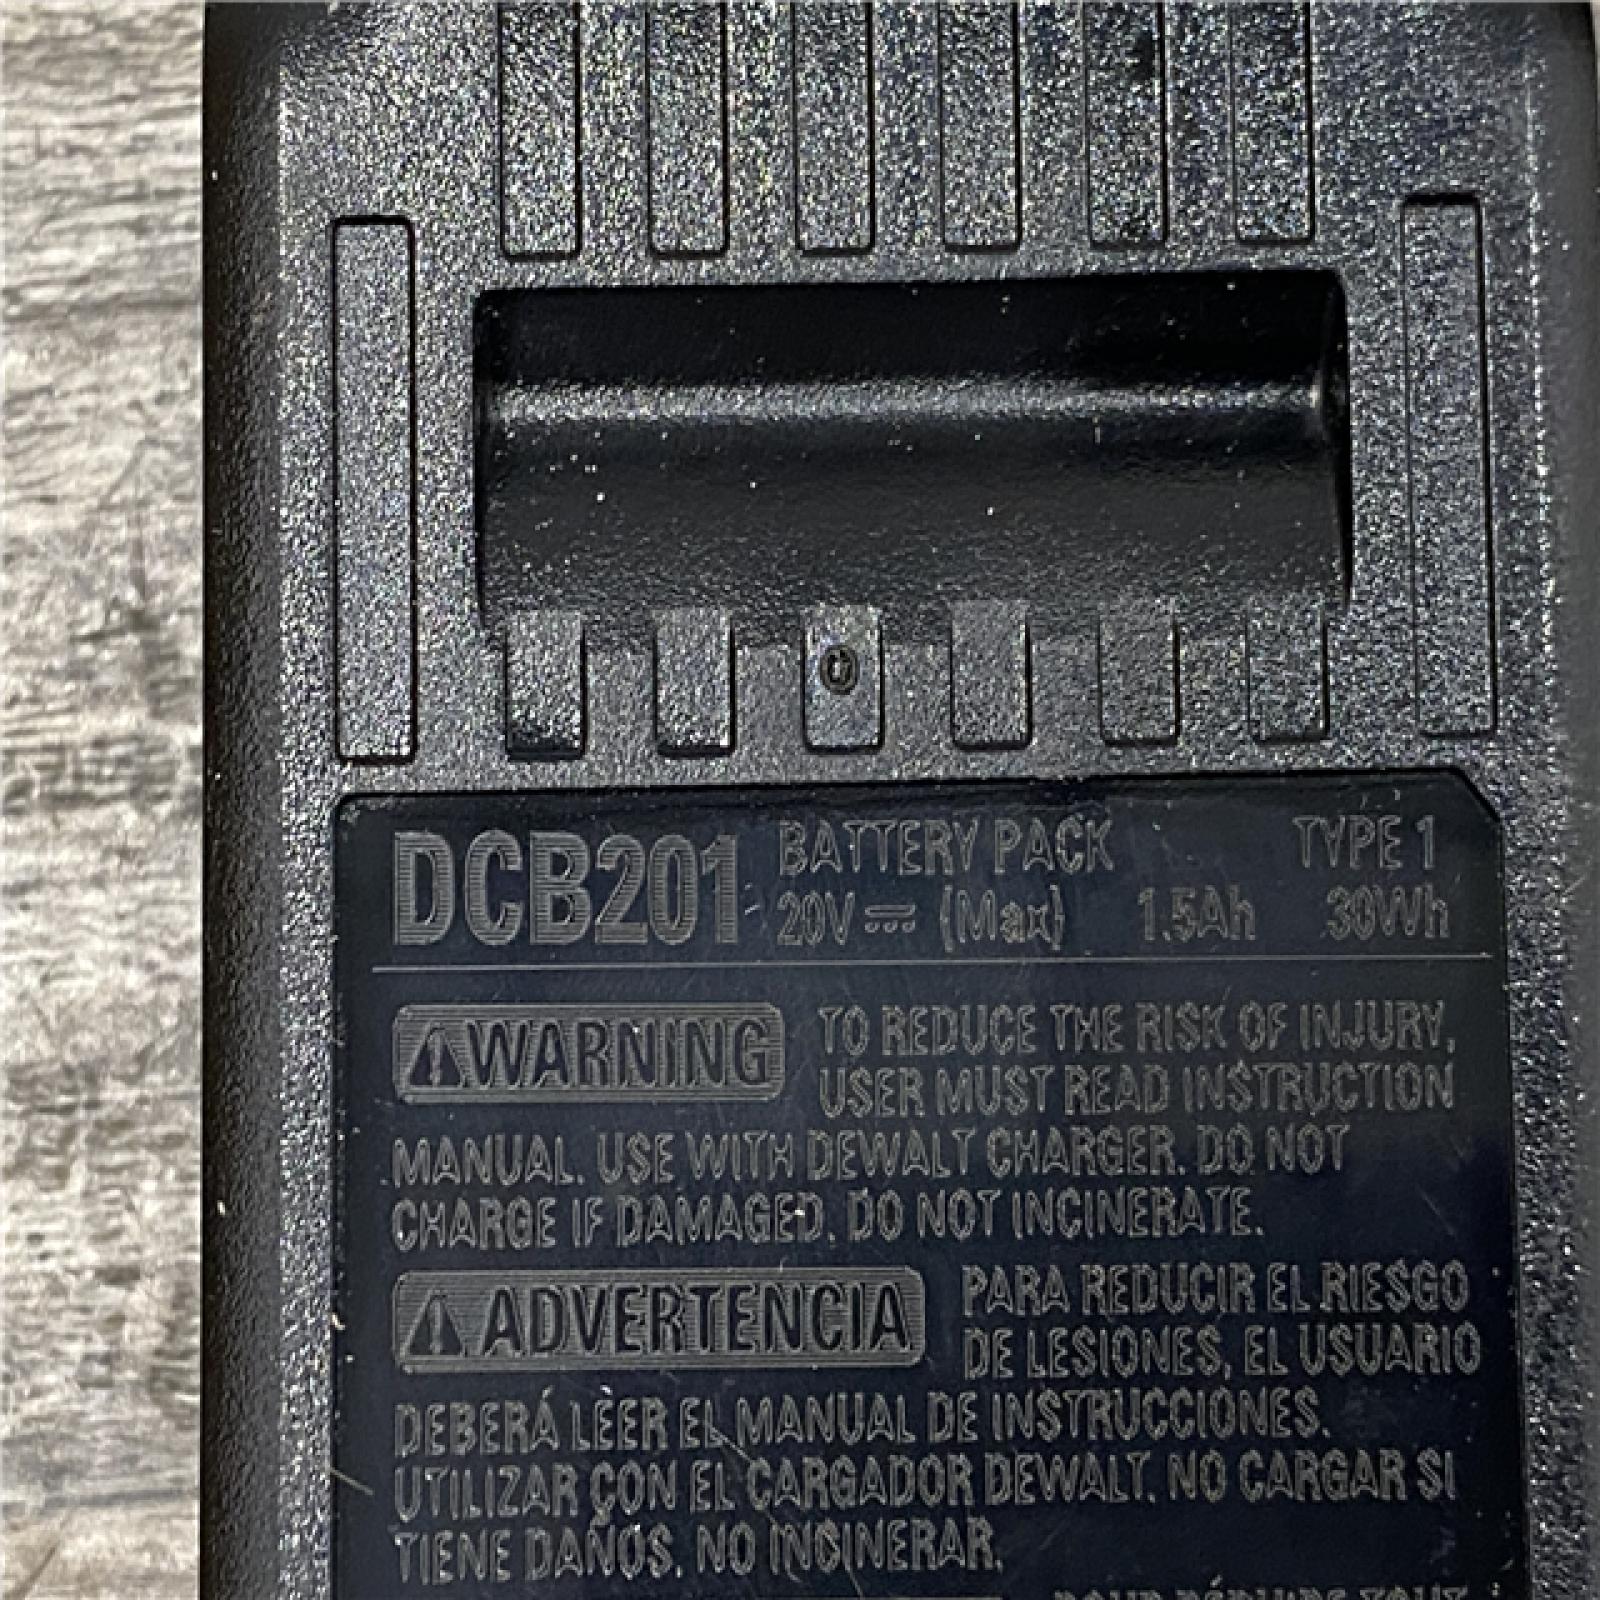 DCB201 BATTERY PACK TYPE 1
20V ⎓ (Max) 1.5Ah 30Wh
⚠WARNING TO REDUCE THE RISK OF INJURY,
USER MUST READ INSTRUCTION
MANUAL. USE WITH DEWALT CHARGER. DO NOT
CHARGE IF DAMAGED. DO NOT INCINERATE.
⚠ADVERTENCIA PARA REDUCIR EL RIESGO
DE LESIONES, EL USUARIO
DEBERÁ LEER EL MANUAL DE INSTRUCCIONES.
UTILIZAR CON EL CARGADOR DEWALT. NO CARGAR SI
TIENE DAÑOS. NO INCINERAR.
POUR RÉDUIRE TOUT